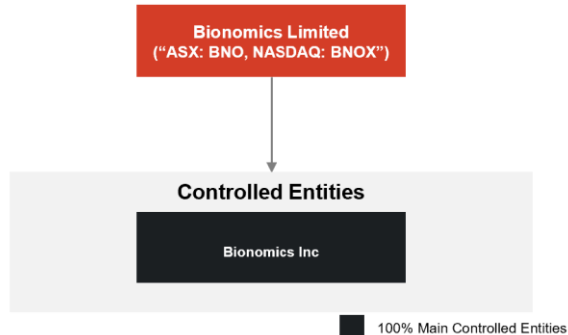 Bionomics Limited
(“ASX: BNO, NASDAQ: BNOX”)
Controlled Entities
Bionomics Inc
100% Main Controlled Entities